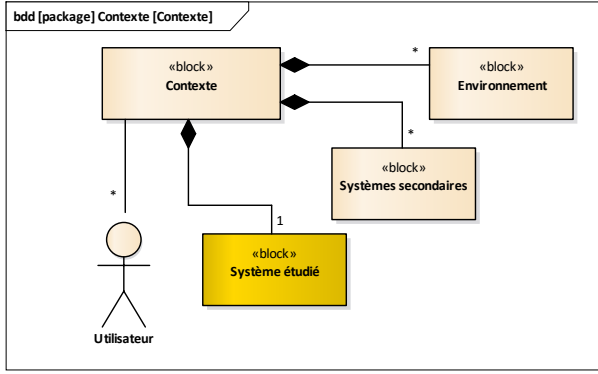 bdd [package] Contexte [Contexte]
«block»
Contexte
*
«block»
Environnement
*
«block»
Systèmes secondaires
*
1
«block»
Système étudié
Utilisateur